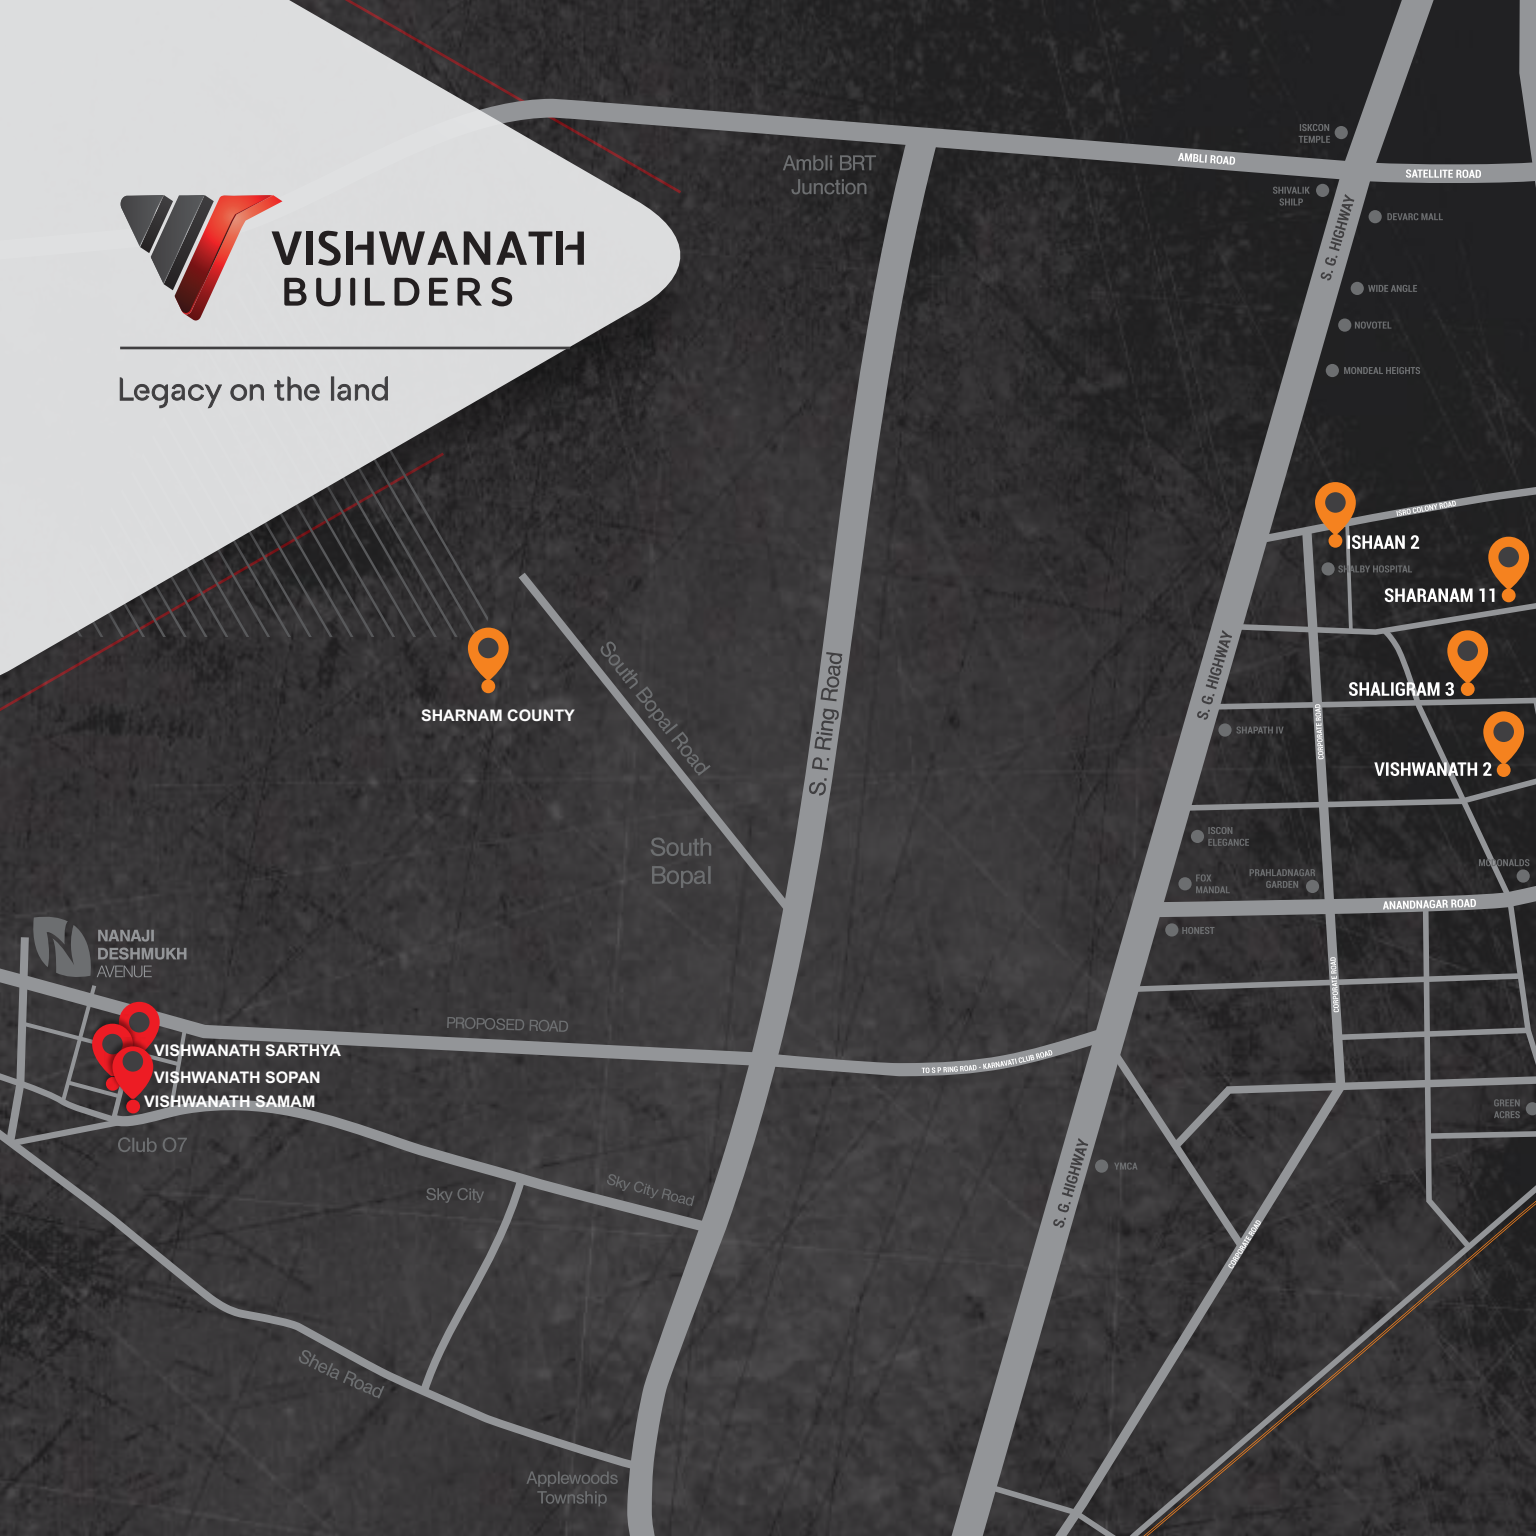 VISHWANATH
BUILDERS
Legacy on the land
Ambli BRT
Junction
AMBLI ROAD
SATELLITE ROAD
ISKCON
TEMPLE
SHIVALIK
SHILP
DEVARC MALL
S. G. HIGHWAY
WIDE ANGLE
NOVOTEL
MONDEAL HEIGHTS
ISRO COLONY ROAD
ISHAAN 2
SHALBY HOSPITAL
SHARANAM 11
SHALIGRAM 3
VISHWANATH 2
SHARNAM COUNTY
South Bopal Road
S. P. Ring Road
S. G. HIGHWAY
CORPORATE ROAD
SHAPATH IV
South
Bopal
ISCON
ELEGANCE
FOX
MANDAL
PRAHLADNAGAR
GARDEN
MCDONALDS
ANANDNAGAR ROAD
HONEST
CORPORATE ROAD
NANAJI
DESHMUKH
AVENUE
PROPOSED ROAD
TO S P RING ROAD - KARNAVATI CLUB ROAD
VISHWANATH SARTHYA
VISHWANATH SOPAN
VISHWANATH SAMAM
Club O7
GREEN
ACRES
YMCA
S. G. HIGHWAY
Sky City
Sky City Road
CORPORATE ROAD
Shela Road
Applewoods
Township